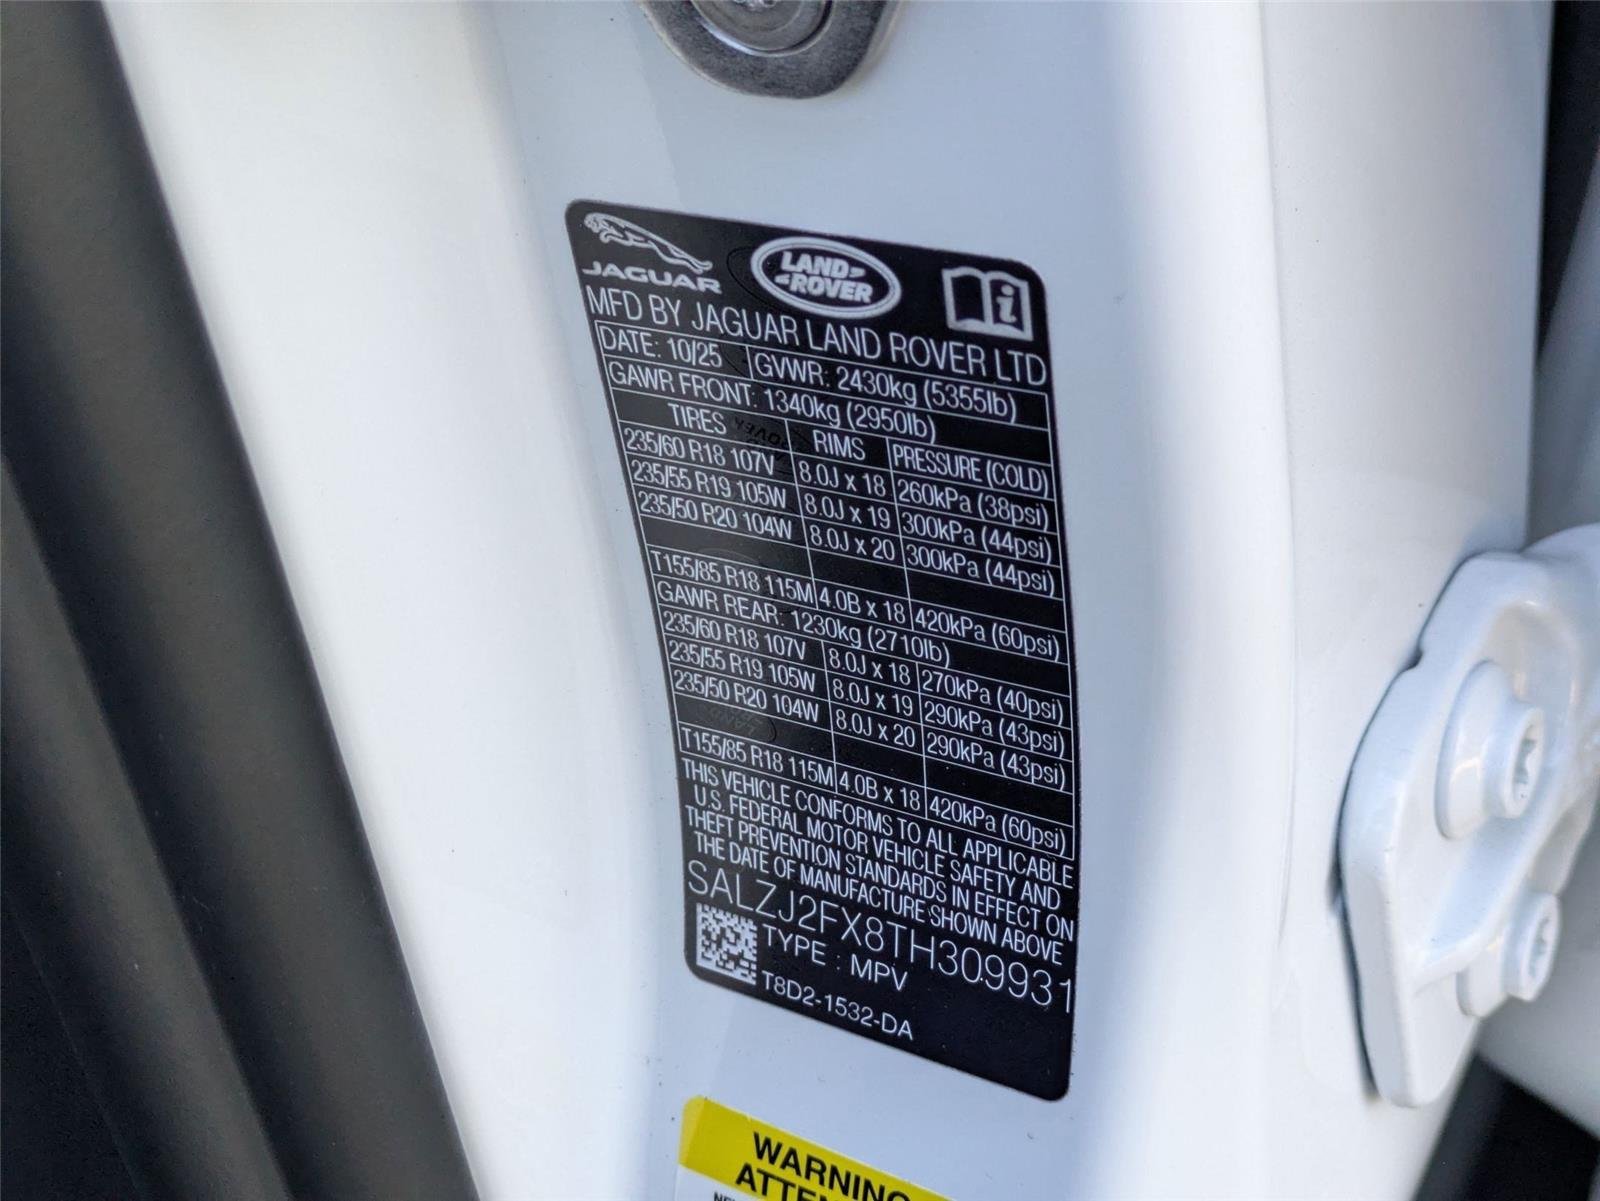 JAGUAR LAND ROVER i
MFD BY JAGUAR LAND ROVER LTD
DATE: 10/25 GVWR: 2430kg (5355lb)
GAWR FRONT: 1340kg (2950lb)
TIRES RIMS PRESSURE (COLD)
235/60 R18 107V 8.0J x 18 260kPa (38psi)
235/55 R19 105W 8.0J x 19 300kPa (44psi)
235/50 R20 104W 8.0J x 20 300kPa (44psi)
T155/85 R18 115M 4.0B x 18 420kPa (60psi)
GAWR REAR: 1230kg (2710lb)
235/60 R18 107V 8.0J x 18 270kPa (40psi)
235/55 R19 105W 8.0J x 19 290kPa (43psi)
235/50 R20 104W 8.0J x 20 290kPa (43psi)
T155/85 R18 115M 4.0B x 18 420kPa (60psi)
THIS VEHICLE CONFORMS TO ALL APPLICABLE
U.S. FEDERAL MOTOR VEHICLE SAFETY AND
THEFT PREVENTION STANDARDS IN EFFECT ON
THE DATE OF MANUFACTURE SHOWN ABOVE
SALZJ2FX8TH309931
TYPE : MPV
T8D2-1532-DA
WARNING